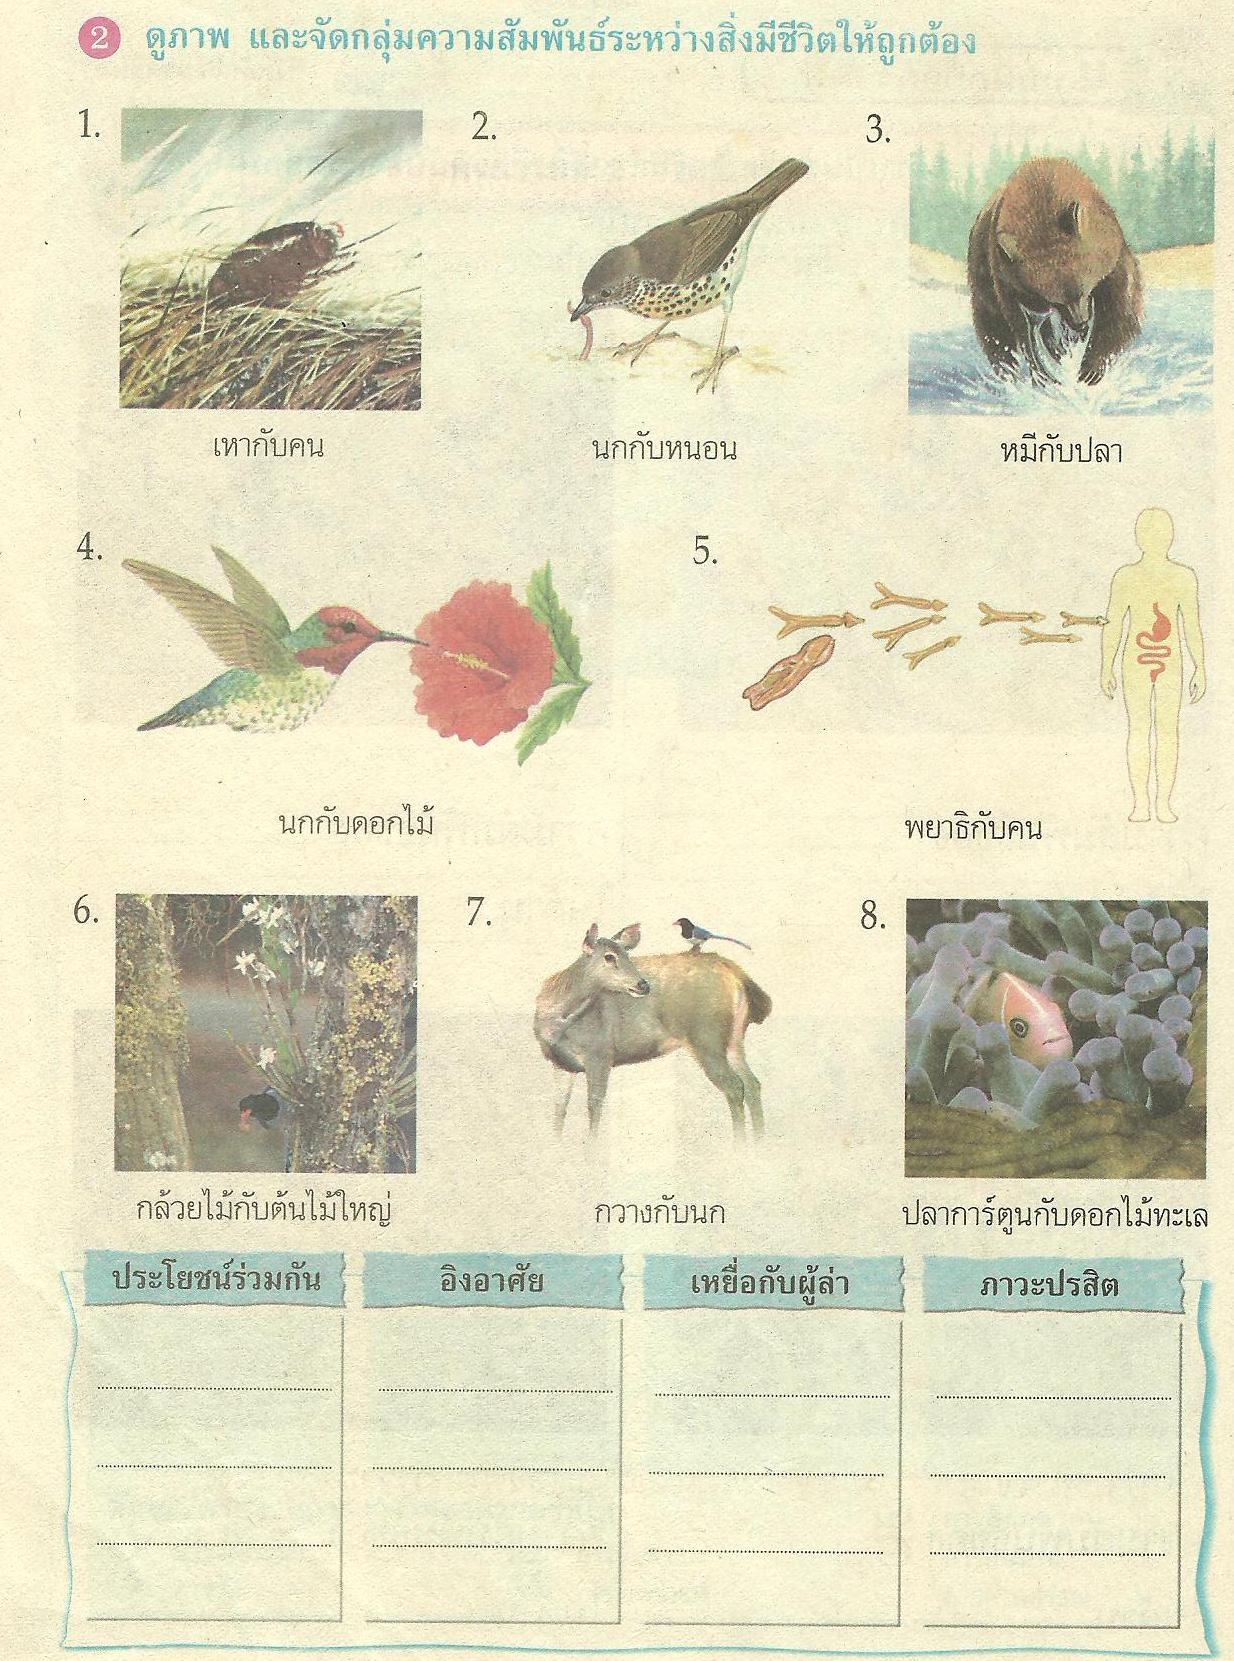 2 ดูภาพ และจัดกลุ่มความสัมพันธ์ระหว่างสิ่งมีชีวิตให้ถูกต้อง
1. 2. 3.
เหากับคน นกกับหนอน หมีกับปลา
4. 5.
นกกับดอกไม้ พยาธิกับคน
6. 7. 8.
กล้วยไม้กับต้นไม้ใหญ่ กวางกับนก ปลาการ์ตูนกับดอกไม้ทะเล
ประโยชน์ร่วมกัน อิงอาศัย เหยื่อกับผู้ล่า ภาวะปรสิต